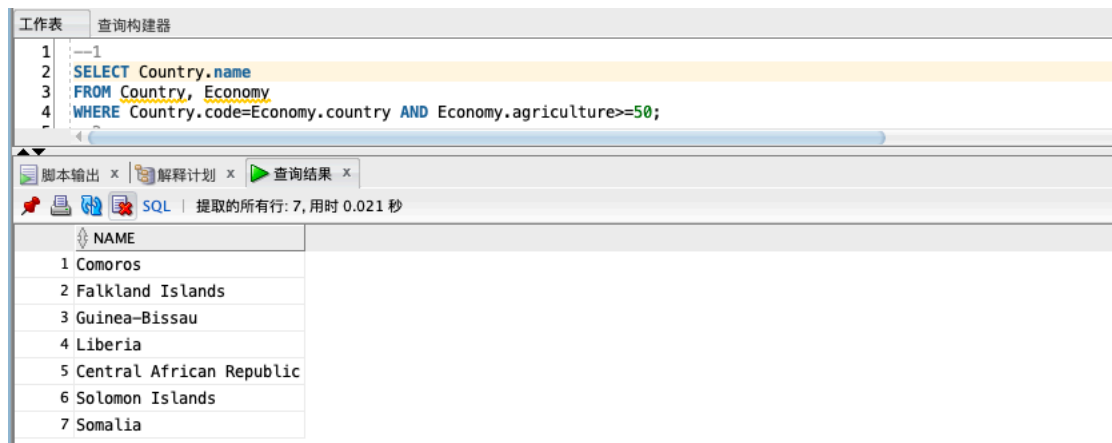 工作表 查询构建器
1 --1
2 SELECT Country.name
3 FROM Country, Economy
4 WHERE Country.code=Economy.country AND Economy.agriculture>=50;
脚本输出 x 解释计划 x 查询结果 x
SQL | 提取的所有行: 7, 用时 0.021 秒
NAME
1 Comoros
2 Falkland Islands
3 Guinea-Bissau
4 Liberia
5 Central African Republic
6 Solomon Islands
7 Somalia